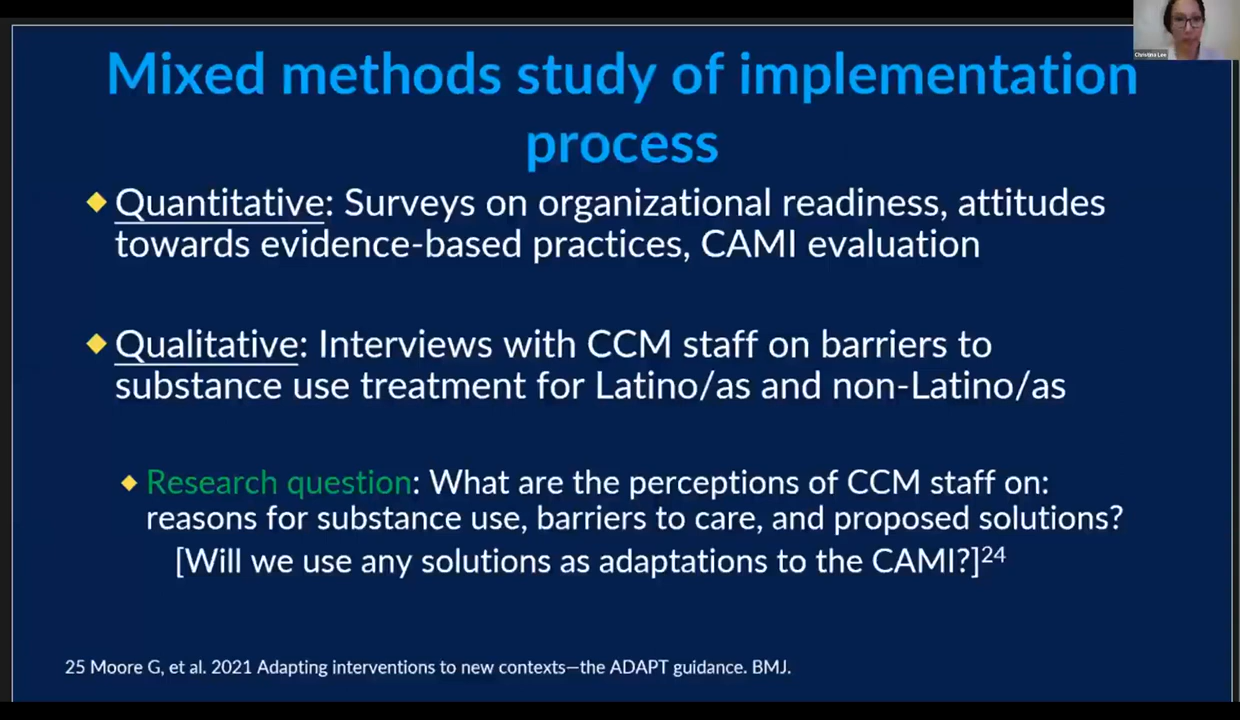 Christina Lee
Mixed methods study of implementation
process
Quantitative: Surveys on organizational readiness, attitudes
towards evidence-based practices, CAMI evaluation
Qualitative: Interviews with CCM staff on barriers to
substance use treatment for Latino/as and non-Latino/as
Research question: What are the perceptions of CCM staff on:
reasons for substance use, barriers to care, and proposed solutions?
[Will we use any solutions as adaptations to the CAMI?]24
25 Moore G, et al. 2021 Adapting interventions to new contexts—the ADAPT guidance. BMJ.